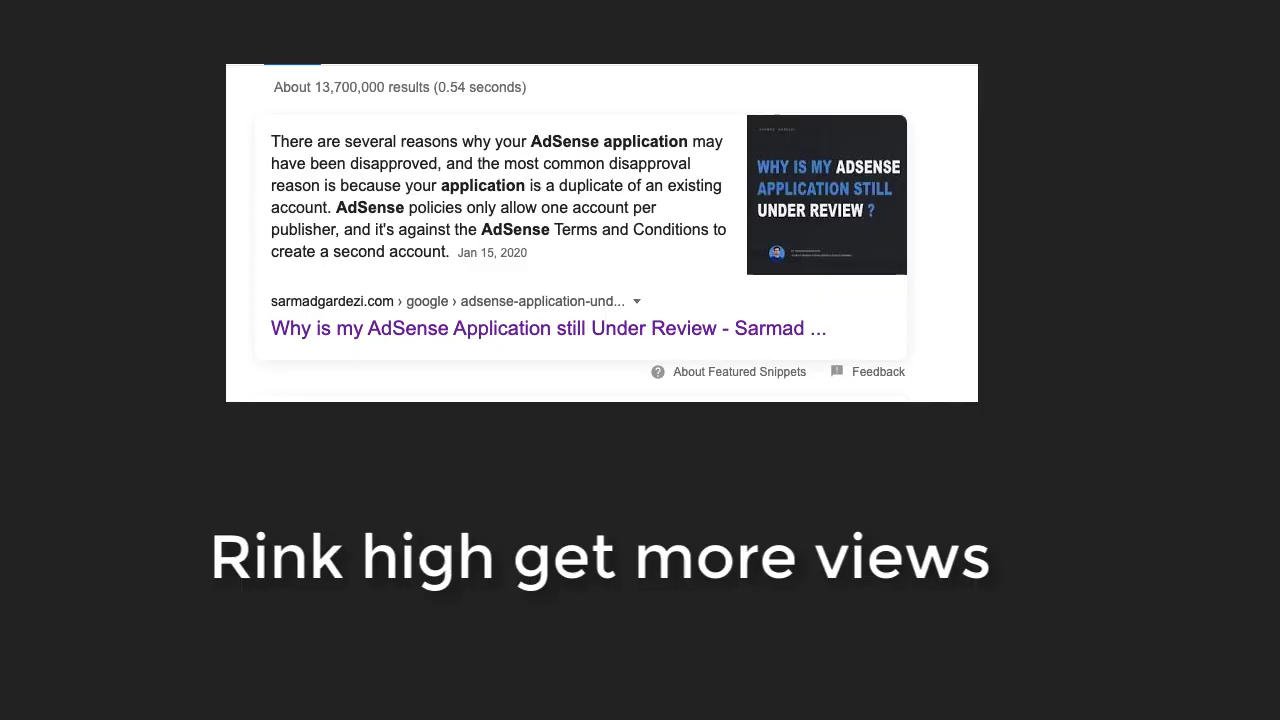 About 13,700,000 results (0.54 seconds)
There are several reasons why your AdSense application may
have been disapproved, and the most common disapproval
reason is because your application is a duplicate of an existing
account. AdSense policies only allow one account per
publisher, and it's against the AdSense Terms and Conditions to
create a second account. Jan 15, 2020
WHY IS MY ADSENSE
APPLICATION STILL
UNDER REVIEW ?
sarmadgardezi.com › google › adsense-application-und...
Why is my AdSense Application still Under Review - Sarmad ...
About Featured Snippets Feedback
Rink high get more views